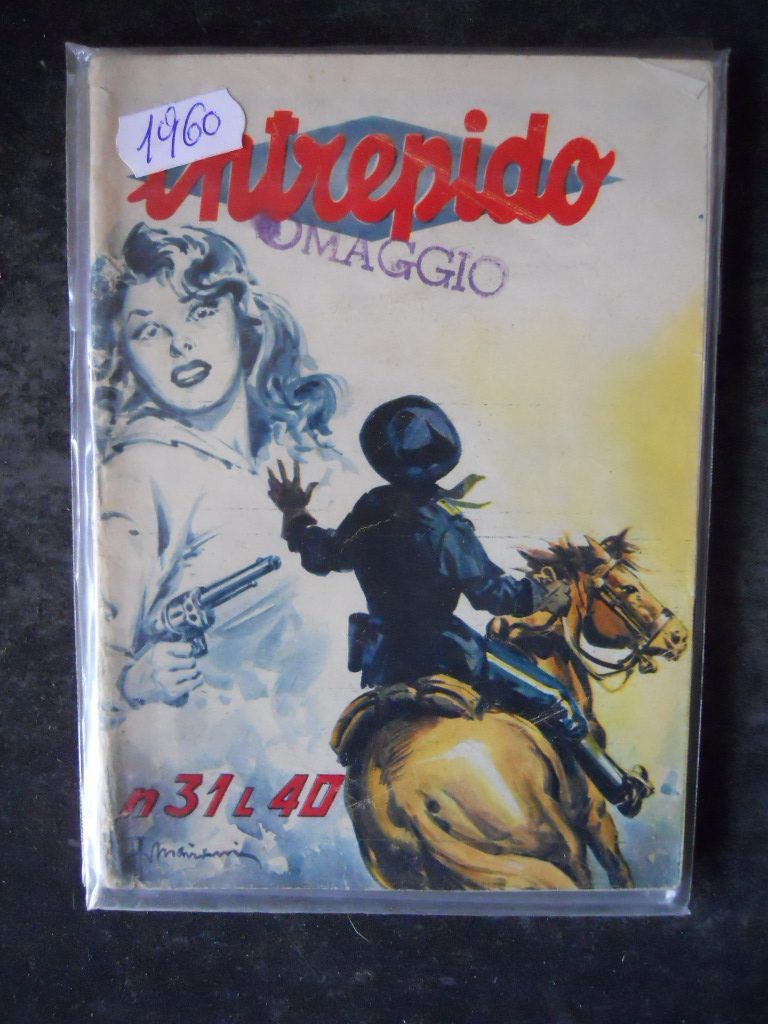 1960
intrepido
OMAGGIO
n 31 L 40